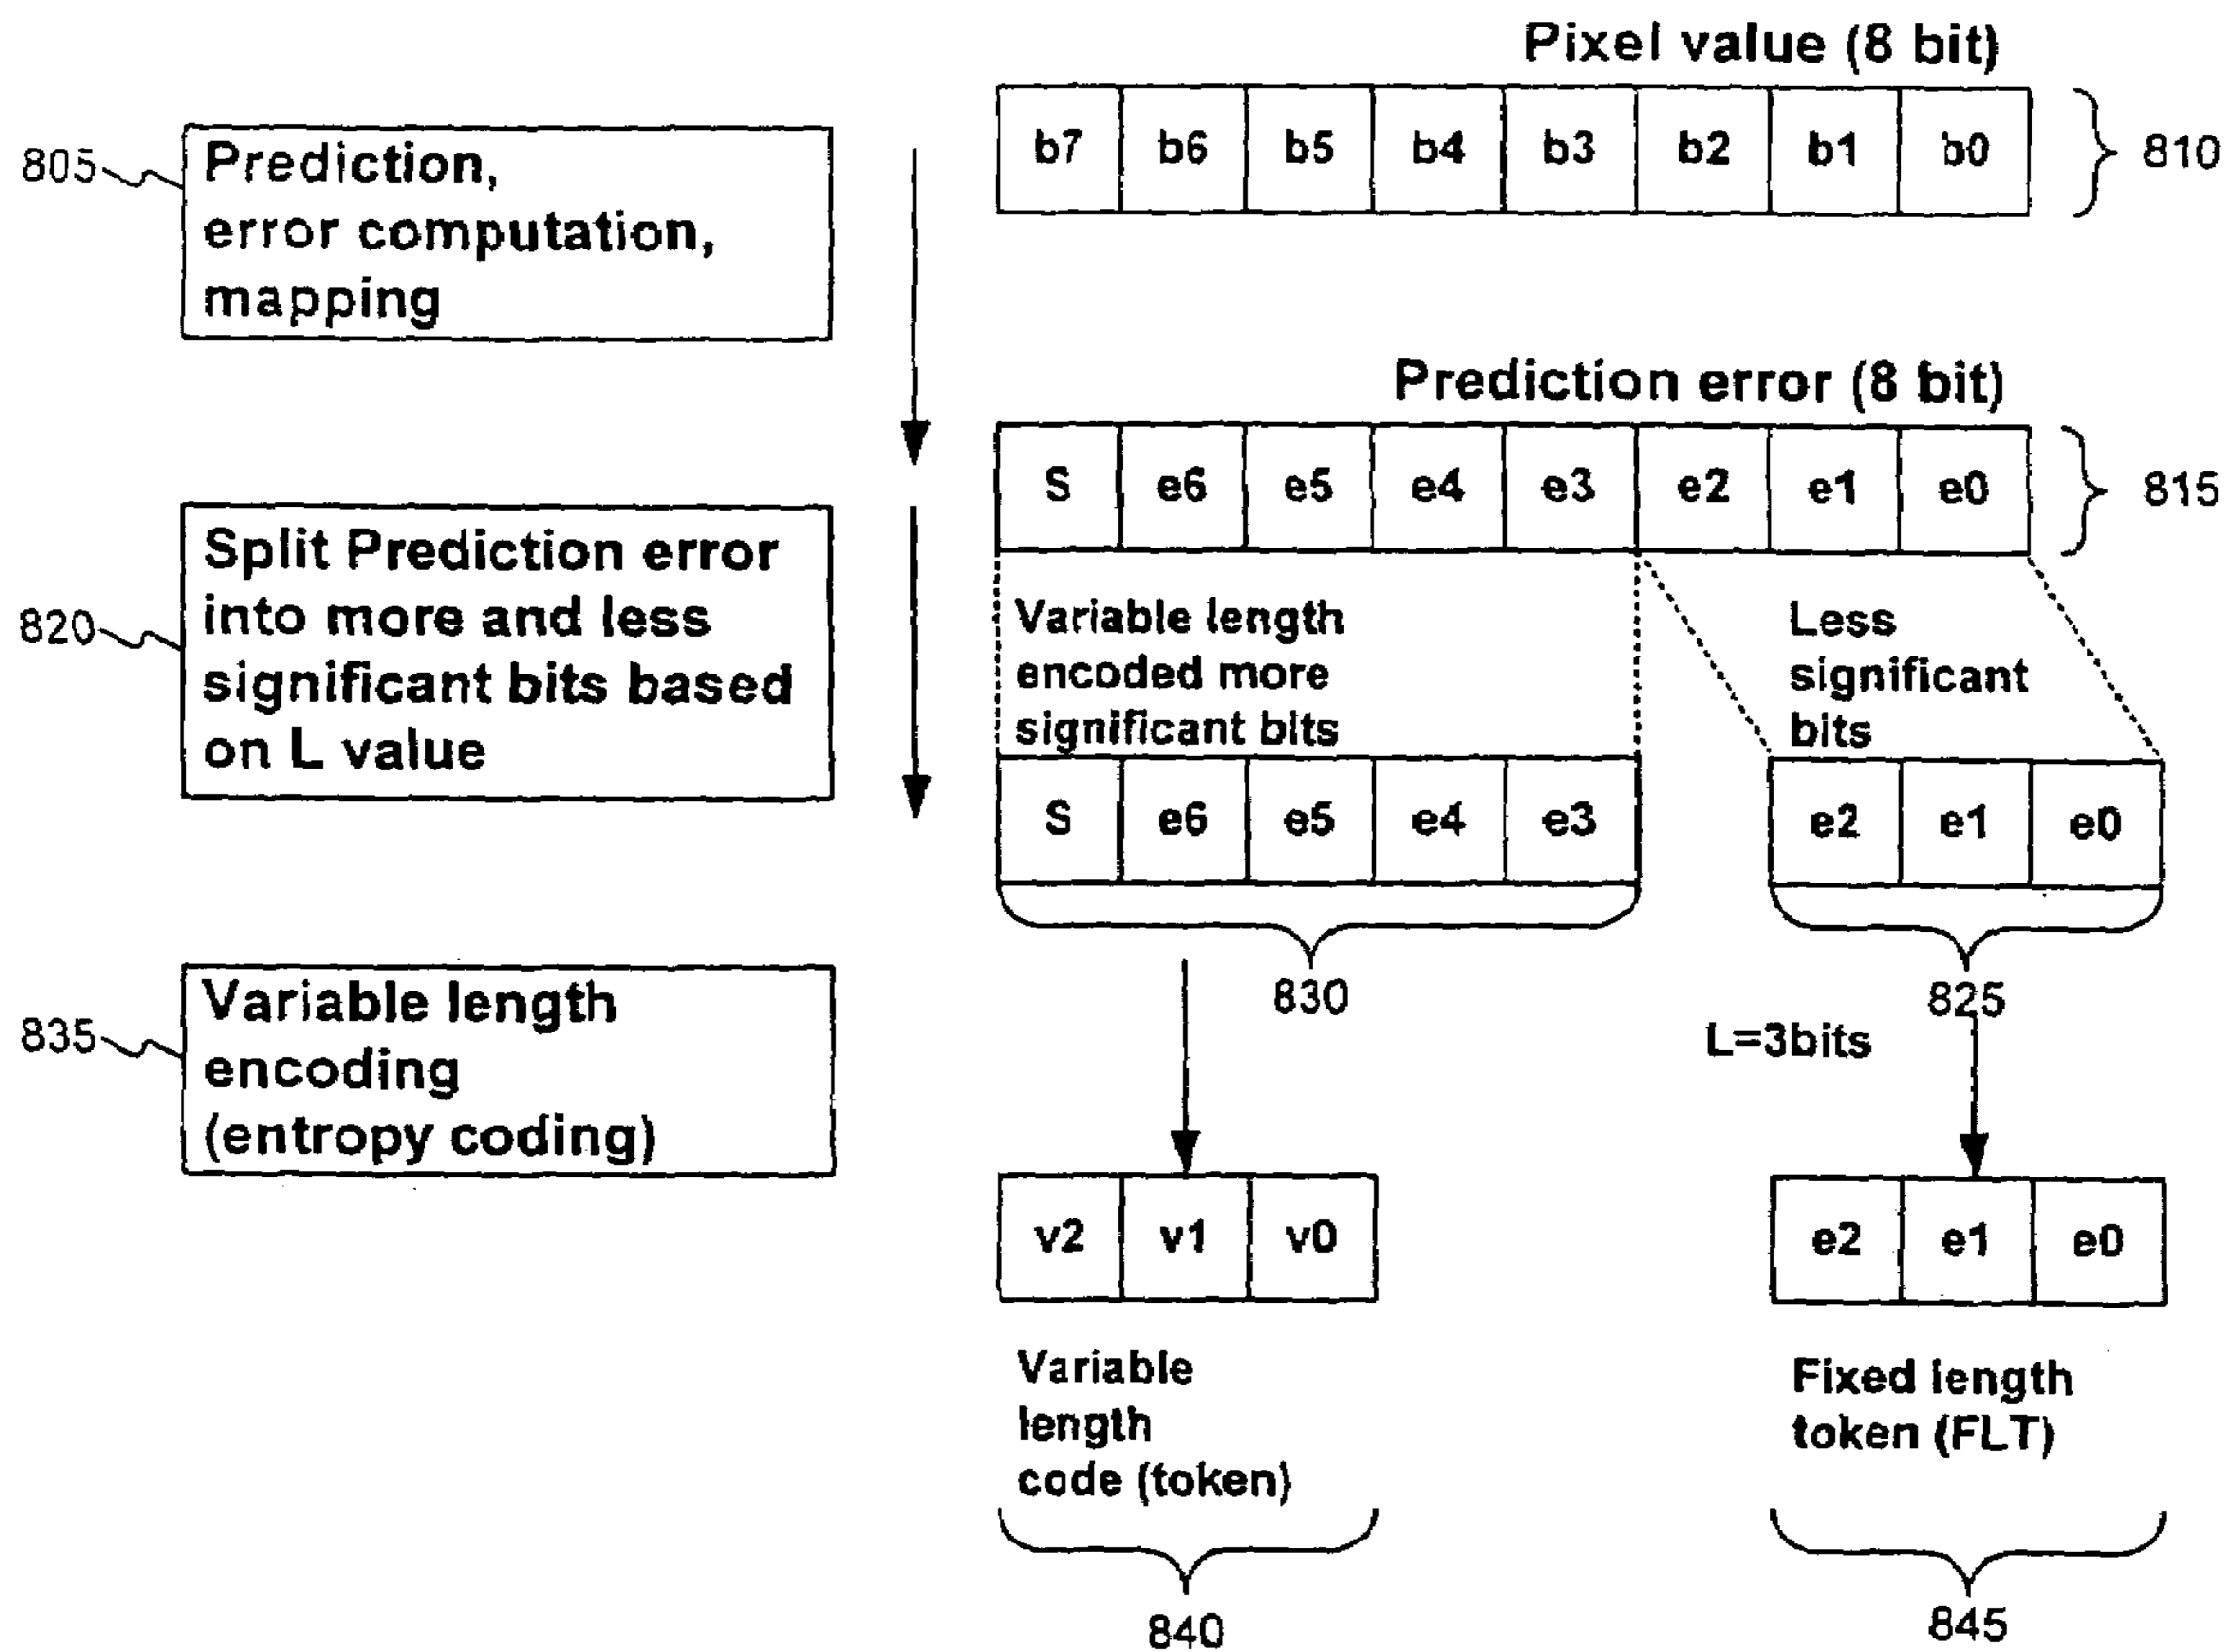 Pixel value (8 bit)
b7 b6 b5 b4 b3 b2 b1 b0
810
805
Prediction,
error computation,
mapping
Prediction error (8 bit)
S e6 e5 e4 e3 e2 e1 e0
815
820
Split Prediction error
into more and less
significant bits based
on L value
Variable length
encoded more
significant bits
Less
significant
bits
S e6 e5 e4 e3
e2 e1 e0
830
825
L=3bits
835
Variable length
encoding
(entropy coding)
v2 v1 v0
e2 e1 e0
Variable
length
code (token)
Fixed length
token (FLT)
840
845